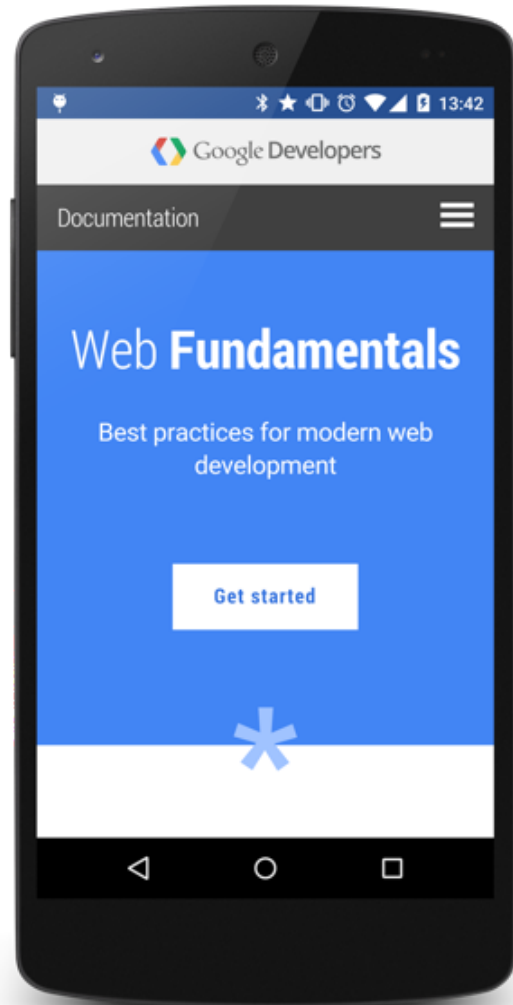 13:42
Google Developers
Documentation
Web Fundamentals
Best practices for modern web
development
Get started
*